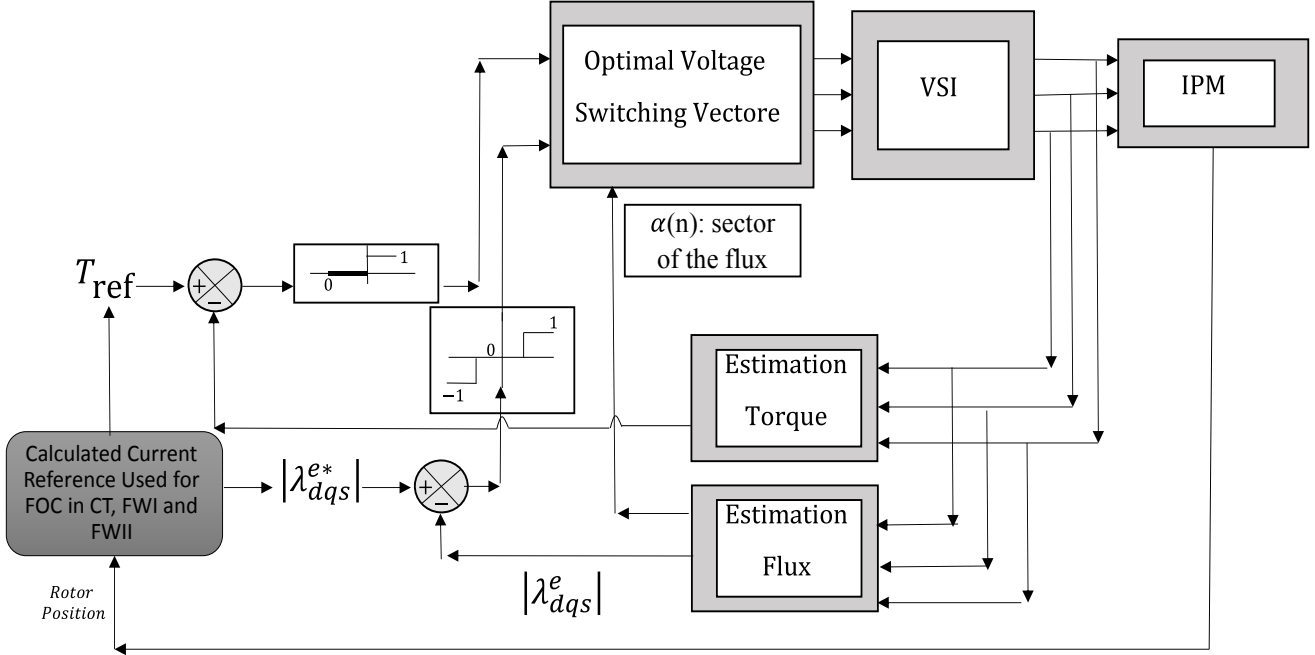 Optimal Voltage
Switching Vectore
VSI
IPM
α(n): sector
of the flux
T_ref
+
−
0
1
1
0
−1
Estimation
Torque
Calculated Current
Reference Used for
FOC in CT, FWI and
FWII
|λ^{e*}_{dqs}|
+
−
Estimation
Flux
|λ^{e}_{dqs}|
Rotor
Position